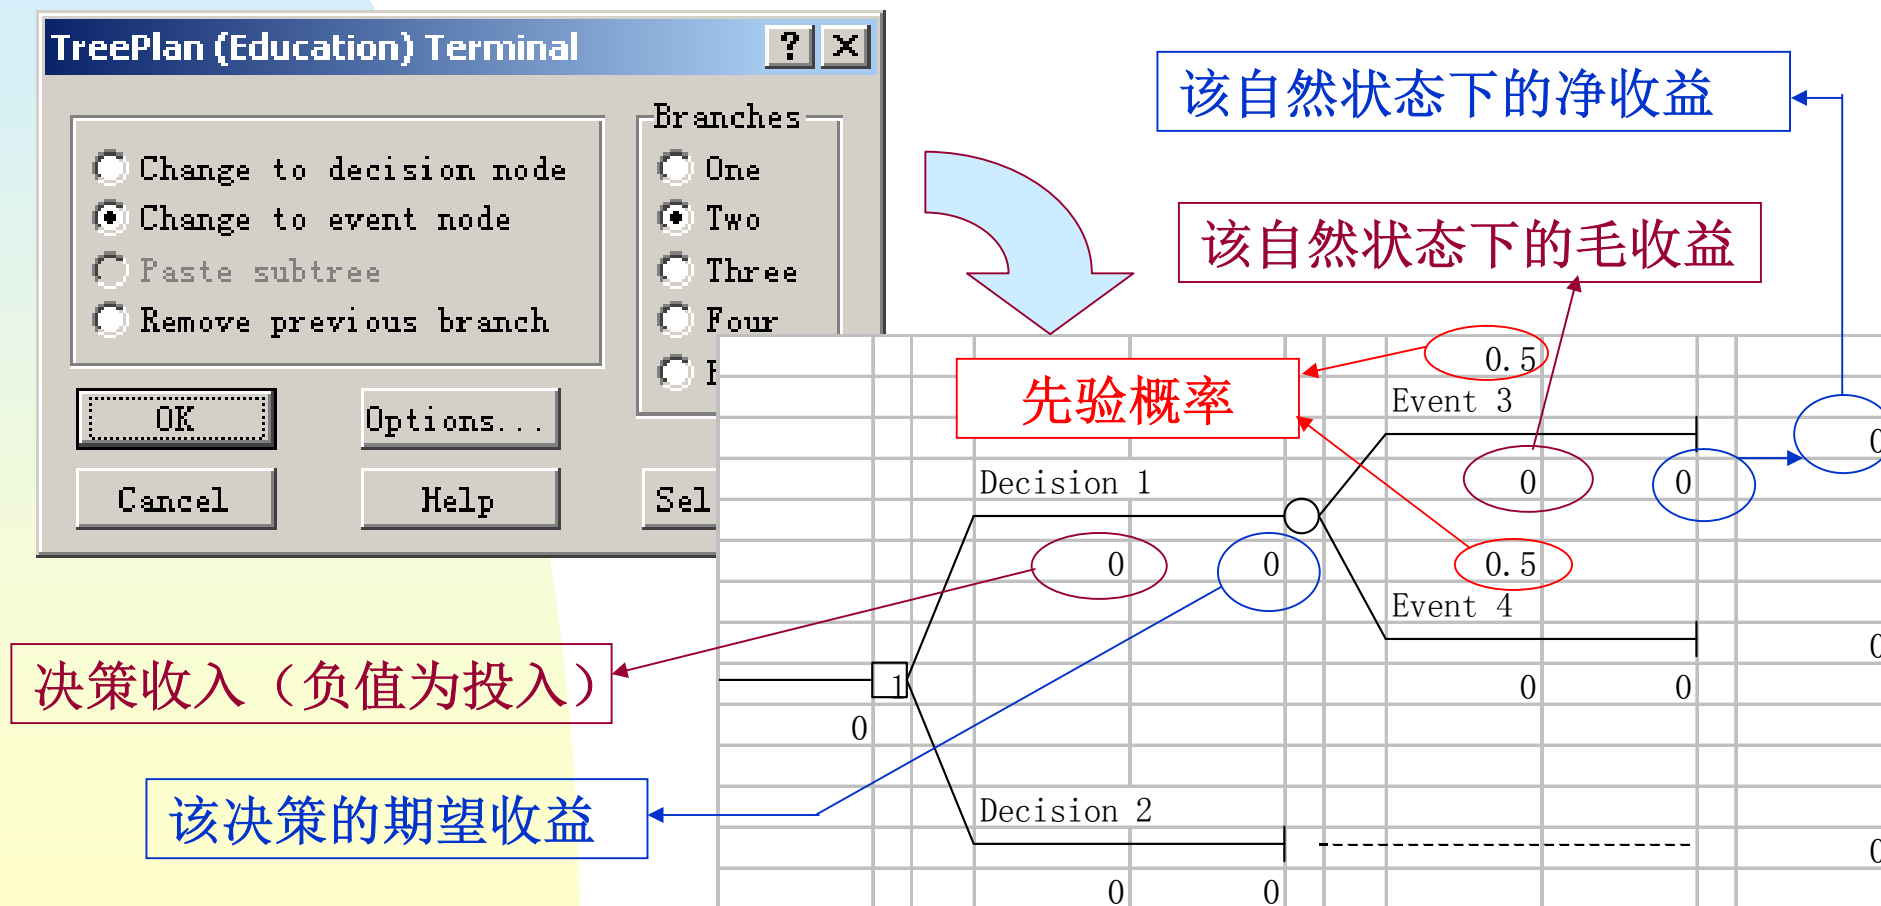 TreePlan (Education) Terminal
Change to decision node
Change to event node
Paste subtree
Remove previous branch
Branches
One
Two
Three
Four
OK
Options...
Cancel
Help
Sel
该自然状态下的净收益
该自然状态下的毛收益
先验概率
0.5
Event 3
0
0
0
Decision 1
0
0
0.5
Event 4
0
0
0
决策收入（负值为投入）
1
0
该决策的期望收益
Decision 2
0
0
0